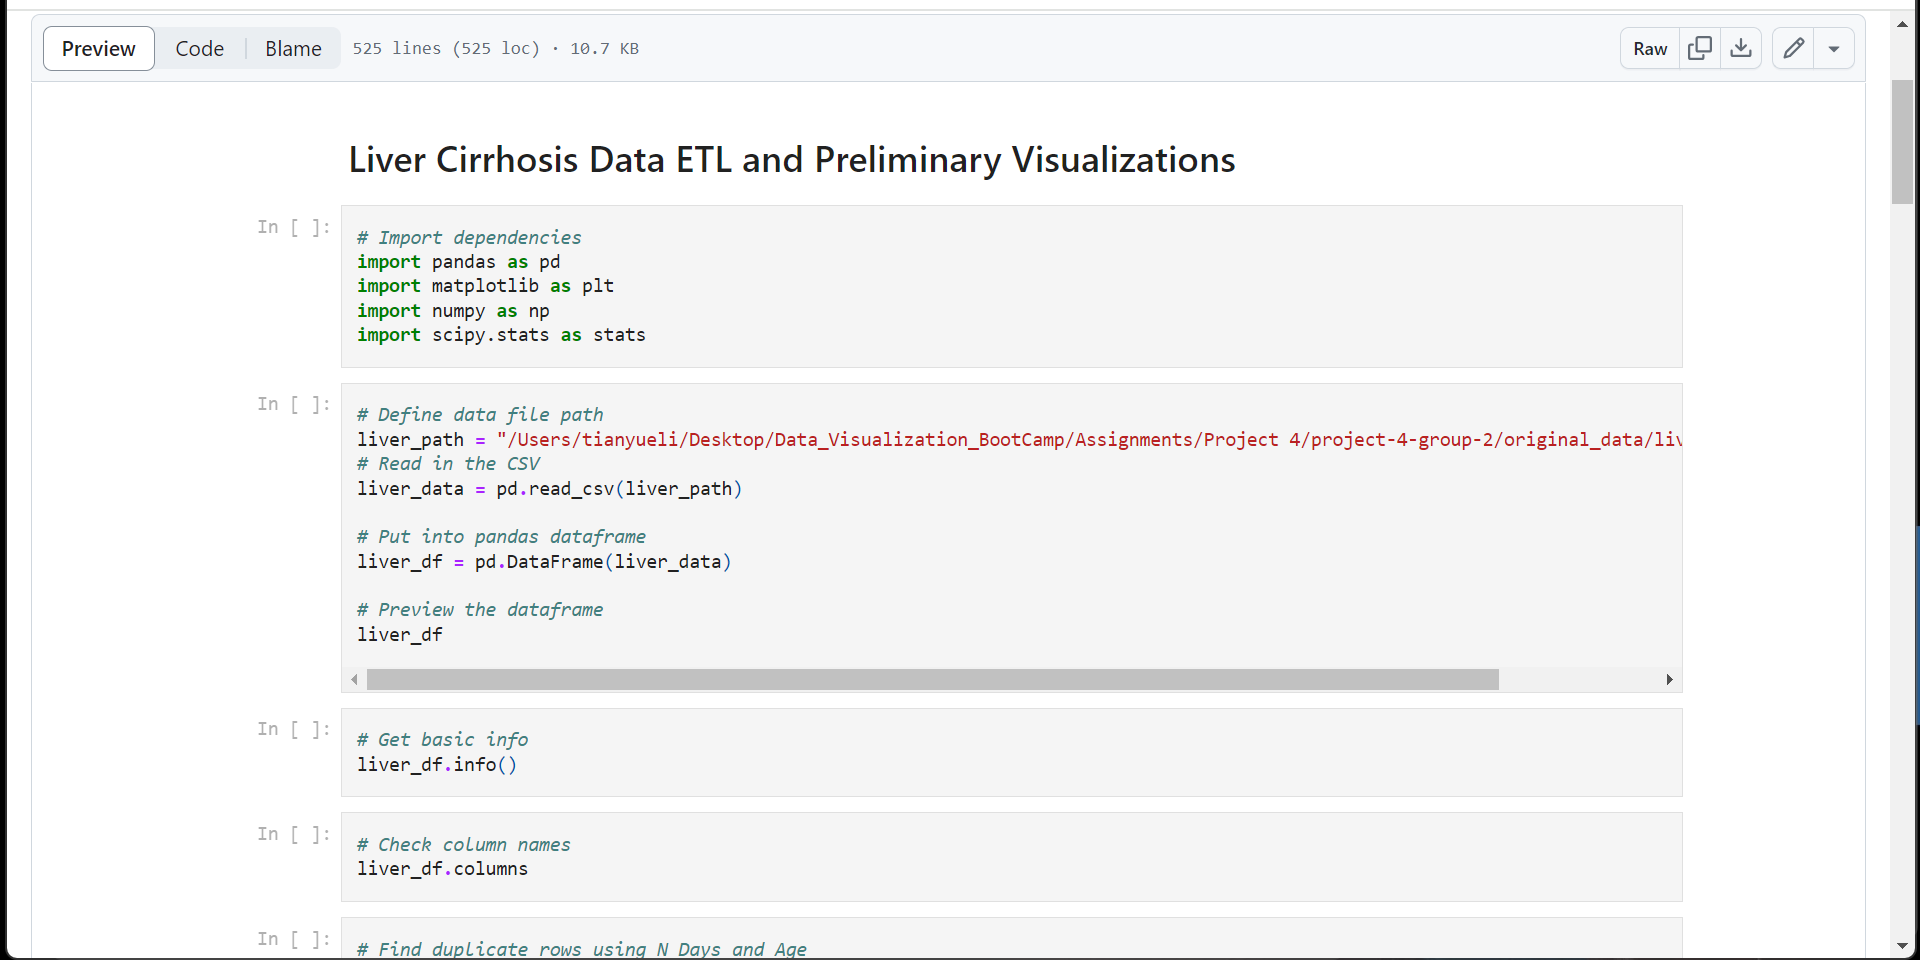 Preview Code Blame 525 lines (525 loc) · 10.7 KB Raw
Liver Cirrhosis Data ETL and Preliminary Visualizations
In [ ]:
# Import dependencies
import pandas as pd
import matplotlib as plt
import numpy as np
import scipy.stats as stats
In [ ]:
# Define data file path
liver_path = "/Users/tianyueli/Desktop/Data_Visualization_BootCamp/Assignments/Project 4/project-4-group-2/original_data/liv
# Read in the CSV
liver_data = pd.read_csv(liver_path)
# Put into pandas dataframe
liver_df = pd.DataFrame(liver_data)
# Preview the dataframe
liver_df
In [ ]:
# Get basic info
liver_df.info()
In [ ]:
# Check column names
liver_df.columns
In [ ]:
# Find duplicate rows using N_Days and Age